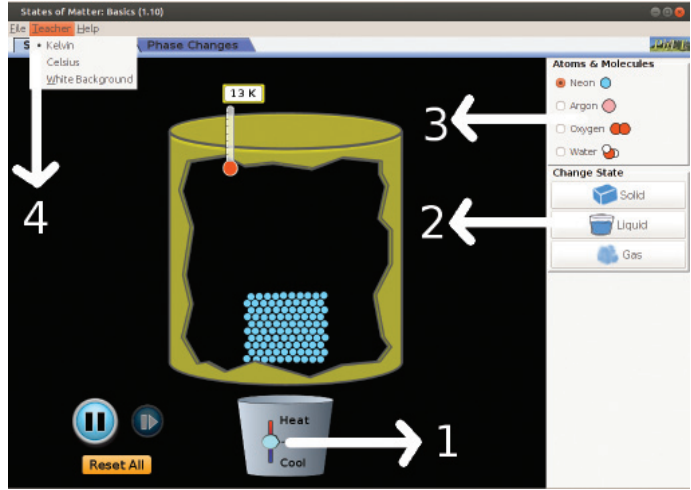 States of Matter: Basics (1.10)
File Teacher Help
S
Phase Changes
PhET
Kelvin
Celsius
White Background
13 K
Atoms & Molecules
Neon
Argon
Oxygen
Water
3
Change State
Solid
2
Liquid
Gas
4
Heat
1
Cool
Reset All